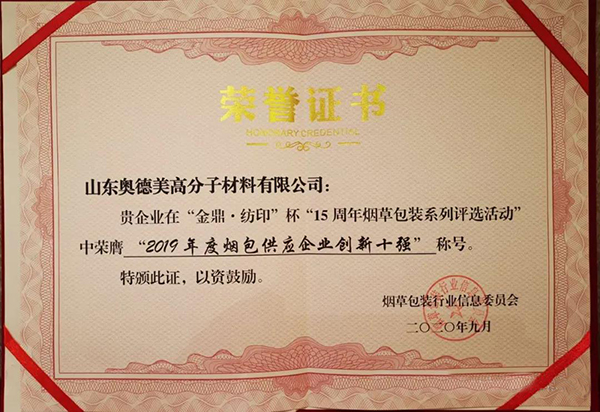 荣誉证书
HONORARY CREDENTIAL
山东奥德美高分子材料有限公司：
贵企业在“金鼎·纺印”杯“15周年烟草包装系列评选活动”
中荣膺“2019年度烟包供应企业创新十强”称号。
特颁此证，以资鼓励。
烟草包装行业信息委员会
二〇二〇年九月